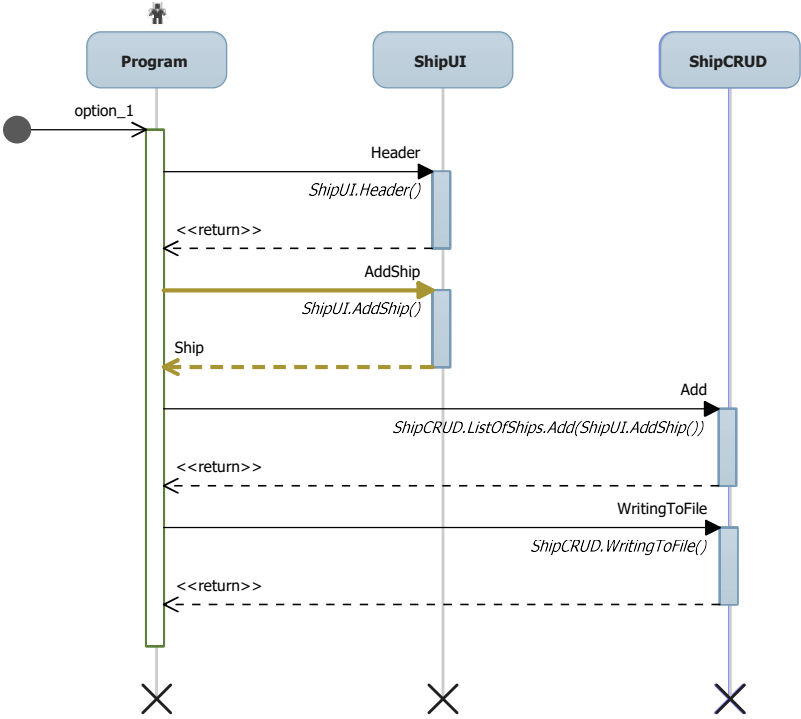 Program
ShipUI
ShipCRUD
option_1
Header
ShipUI.Header()
<<return>>
AddShip
ShipUI.AddShip()
Ship
Add
ShipCRUD.ListOfShips.Add(ShipUI.AddShip())
<<return>>
WritingToFile
ShipCRUD.WritingToFile()
<<return>>